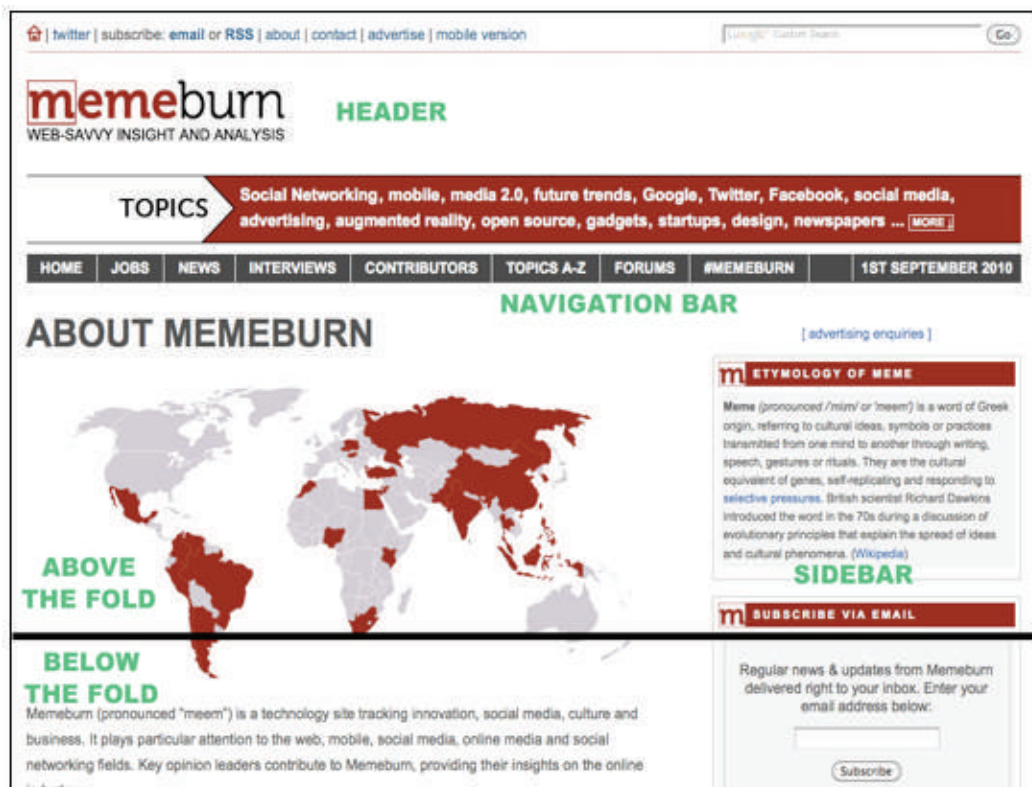 | twitter | subscribe: email or RSS | about | contact | advertise | mobile version
Google™ Custom Search
Go
memeburn
WEB-SAVVY INSIGHT AND ANALYSIS
HEADER
TOPICS
Social Networking, mobile, media 2.0, future trends, Google, Twitter, Facebook, social media,
advertising, augmented reality, open source, gadgets, startups, design, newspapers ... MORE
HOME JOBS NEWS INTERVIEWS CONTRIBUTORS TOPICS A-Z FORUMS #MEMEBURN 1ST SEPTEMBER 2010
NAVIGATION BAR
ABOUT MEMEBURN
ABOVE
THE FOLD
BELOW
THE FOLD
Memeburn (pronounced "meem") is a technology site tracking innovation, social media, culture and
business. It plays particular attention to the web, mobile, social media, online media and social
networking fields. Key opinion leaders contribute to Memeburn, providing their insights on the online
[ advertising enquiries ]
m ETYMOLOGY OF MEME
Meme (pronounced /'mim/ or 'meem') is a word of Greek
origin, referring to cultural ideas, symbols or practices
transmitted from one mind to another through writing,
speech, gestures or rituals. They are the cultural
equivalent of genes, self-replicating and responding to
selective pressures. British scientist Richard Dawkins
introduced the word in the 70s during a discussion of
evolutionary principles that explain the spread of ideas
and cultural phenomena. (Wikipedia)
SIDEBAR
m SUBSCRIBE VIA EMAIL
Regular news & updates from Memeburn
delivered right to your inbox. Enter your
email address below:
Subscribe